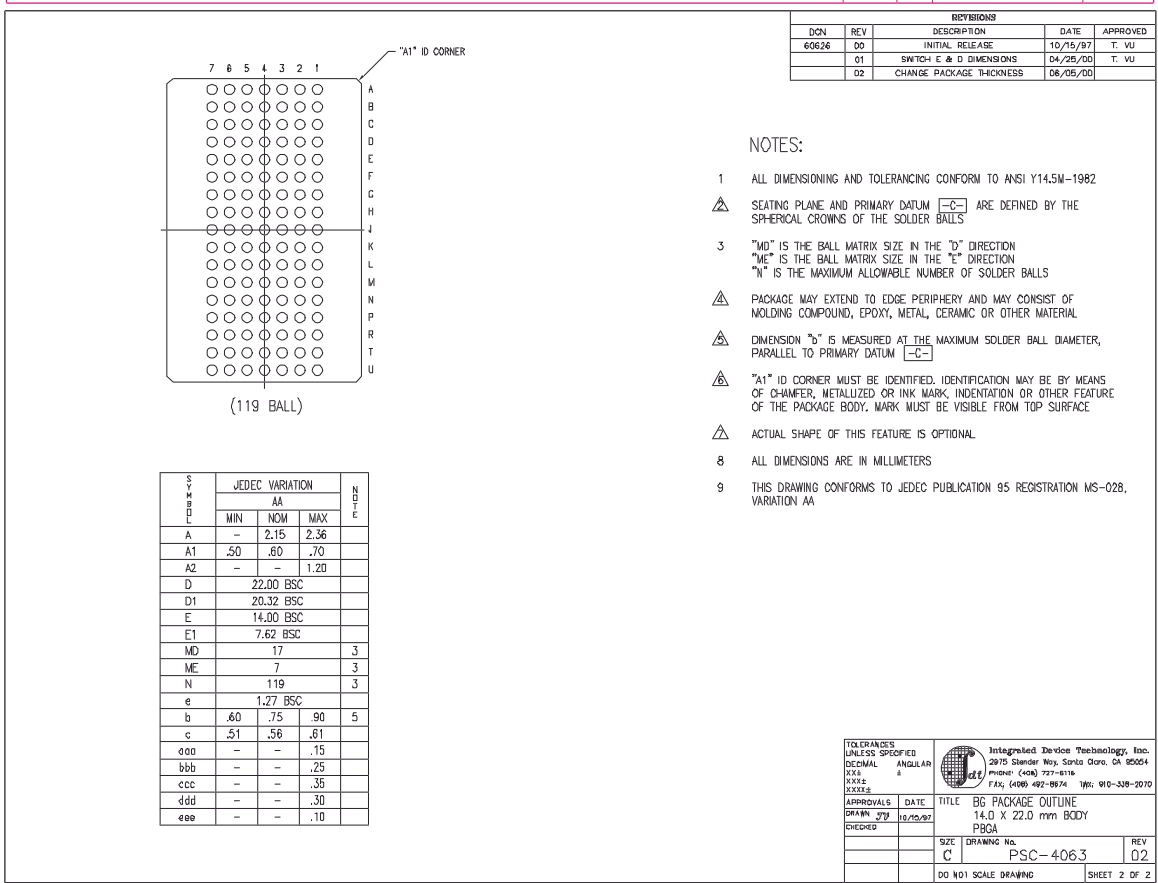 REVISIONS
DCN REV DESCRIPTION DATE APPROVED
60626 00 INITIAL RELEASE 10/15/97 T. VU
01 SWITCH E & D DIMENSIONS 04/25/00 T. VU
02 CHANGE PACKAGE THICKNESS 06/05/00
"A1" ID CORNER
7 6 5 4 3 2 1
A
B
C
D
E
F
G
H
J
K
L
M
N
P
R
T
U
(119 BALL)
NOTES:
1 ALL DIMENSIONING AND TOLERANCING CONFORM TO ANSI Y14.5M-1982
2 SEATING PLANE AND PRIMARY DATUM -C- ARE DEFINED BY THE
SPHERICAL CROWNS OF THE SOLDER BALLS
3 "MD" IS THE BALL MATRIX SIZE IN THE "D" DIRECTION
"ME" IS THE BALL MATRIX SIZE IN THE "E" DIRECTION
"N" IS THE MAXIMUM ALLOWABLE NUMBER OF SOLDER BALLS
4 PACKAGE MAY EXTEND TO EDGE PERIPHERY AND MAY CONSIST OF
MOLDING COMPOUND, EPOXY, METAL, CERAMIC OR OTHER MATERIAL
5 DIMENSION "b" IS MEASURED AT THE MAXIMUM SOLDER BALL DIAMETER,
PARALLEL TO PRIMARY DATUM -C-
6 "A1" ID CORNER MUST BE IDENTIFIED. IDENTIFICATION MAY BE BY MEANS
OF CHAMFER, METALLIZED OR INK MARK, INDENTATION OR OTHER FEATURE
OF THE PACKAGE BODY. MARK MUST BE VISIBLE FROM TOP SURFACE
7 ACTUAL SHAPE OF THIS FEATURE IS OPTIONAL
8 ALL DIMENSIONS ARE IN MILLIMETERS
9 THIS DRAWING CONFORMS TO JEDEC PUBLICATION 95 REGISTRATION MS-028,
VARIATION AA
SYMBOL JEDEC VARIATION NOTE
AA
MIN NOM MAX
A – 2.15 2.36
A1 .50 .60 .70
A2 – – 1.20
D 22.00 BSC
D1 20.32 BSC
E 14.00 BSC
E1 7.62 BSC
MD 17 3
ME 7 3
N 119 3
e 1.27 BSC
b .60 .75 .90 5
c .51 .56 .61
aaa – – .15
bbb – – .25
ccc – – .35
ddd – – .30
eee – – .10
TOLERANCES
UNLESS SPECIFIED
DECIMAL ANGULAR
XX± ±
XXX±
XXXX±
idt
Integrated Device Technology, Inc.
2975 Stender Way, Santa Clara, CA 95054
PHONE: (408) 727-6116
FAX: (408) 492-8674 TWX: 910-338-2070
APPROVALS DATE
DRAWN TV 10/15/97
CHECKED
TITLE BG PACKAGE OUTLINE
14.0 X 22.0 mm BODY
PBGA
SIZE DRAWING No. REV
C PSC-4063 02
DO NOT SCALE DRAWING SHEET 2 OF 2